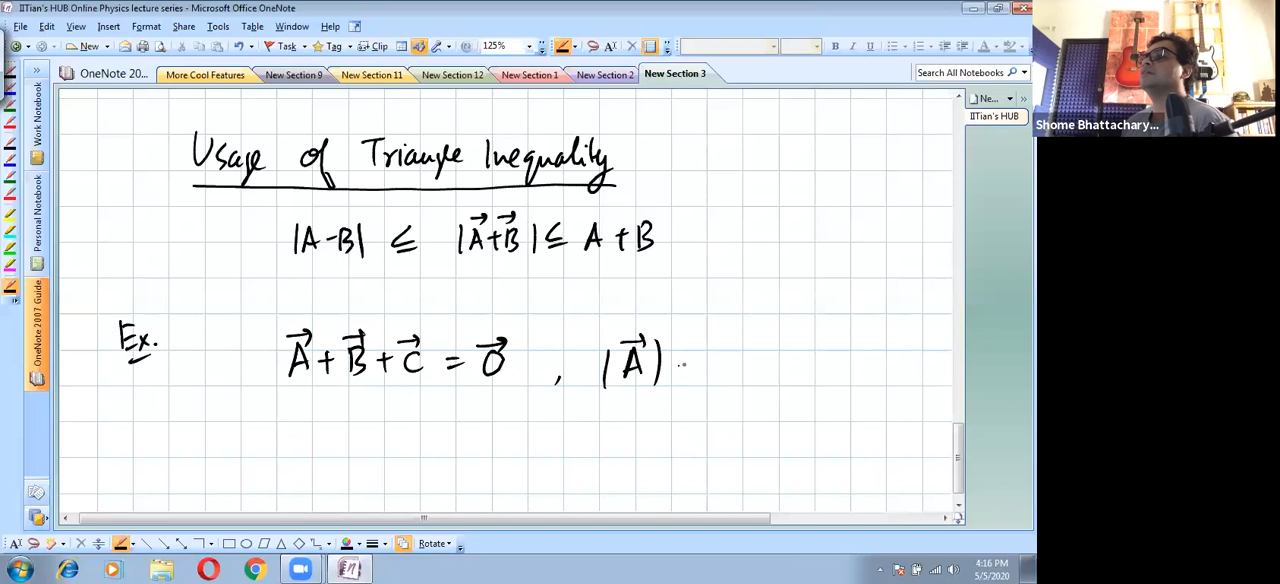 IITian's HUB Online Physics lecture series - Microsoft Office OneNote
File Edit View Insert Format Share Tools Table Window Help
New Task Tag Clip 125%
OneNote 20... More Cool Features New Section 9 New Section 11 New Section 12 New Section 1 New Section 2 New Section 3 Search All Notebooks
Ne...
IITian's HUB
Work Notebook
Personal Notebook
OneNote 2007 Guide
Shome Bhattachary...
Usage of Triangle Inequality
|A-B| ≤ |A⃗+B⃗| ≤ A + B
Ex. A⃗ + B⃗ + C⃗ = 0⃗ , |A⃗|
Rotate
4:16 PM
5/5/2020